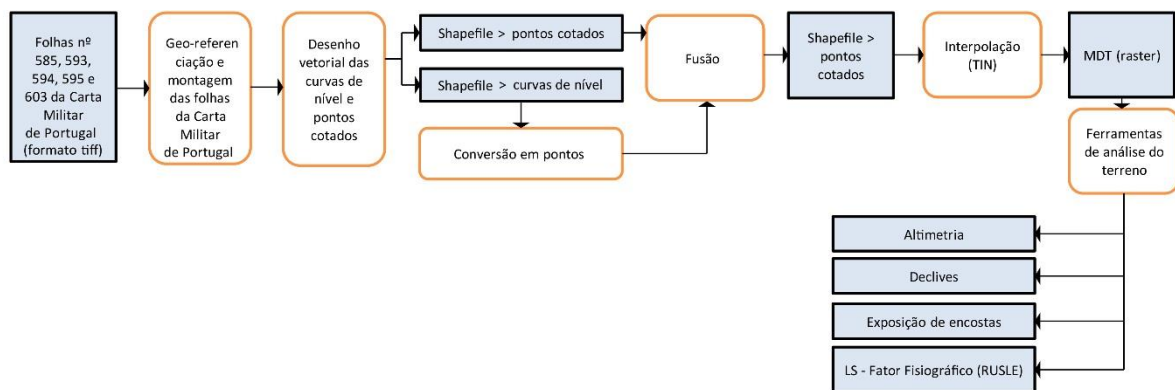 Folhas nº
585, 593,
594, 595 e
603 da Carta
Militar
de Portugal
(formato tiff)
Geo-referen
ciação e
montagem
das folhas
da Carta
Militar
de Portugal
Desenho
vetorial das
curvas de
nível e
pontos
cotados
Shapefile > pontos cotados
Shapefile > curvas de nível
Conversão em pontos
Fusão
Shapefile >
pontos
cotados
Interpolação
(TIN)
MDT (raster)
Ferramentas
de análise do
terreno
Altimetria
Declives
Exposição de encostas
LS - Fator Fisiográfico (RUSLE)